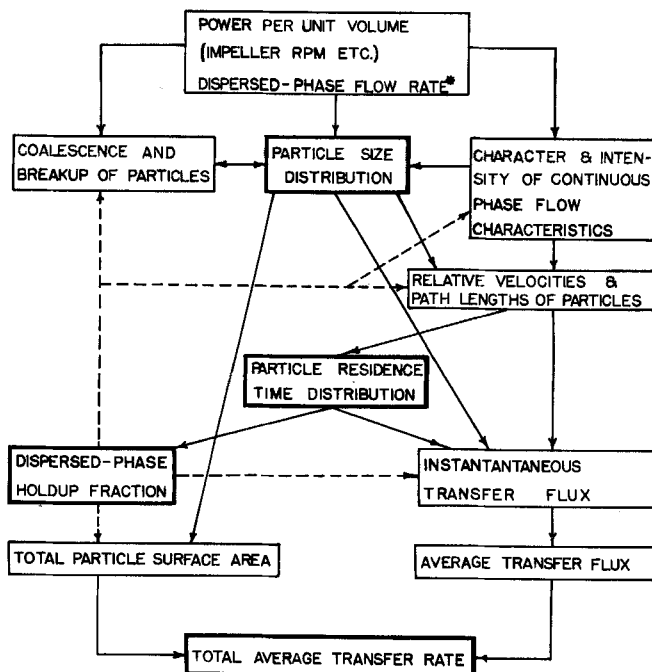 POWER PER UNIT VOLUME
(IMPELLER RPM ETC.)
DISPERSED-PHASE FLOW RATE*
COALESCENCE AND
BREAKUP OF PARTICLES
PARTICLE SIZE
DISTRIBUTION
CHARACTER & INTEN-
SITY OF CONTINUOUS
PHASE FLOW
CHARACTERISTICS
RELATIVE VELOCITIES &
PATH LENGTHS OF PARTICLES
PARTICLE RESIDENCE
TIME DISTRIBUTION
DISPERSED-PHASE
HOLDUP FRACTION
INSTANTANTANEOUS
TRANSFER FLUX
TOTAL PARTICLE SURFACE AREA
AVERAGE TRANSFER FLUX
TOTAL AVERAGE TRANSFER RATE